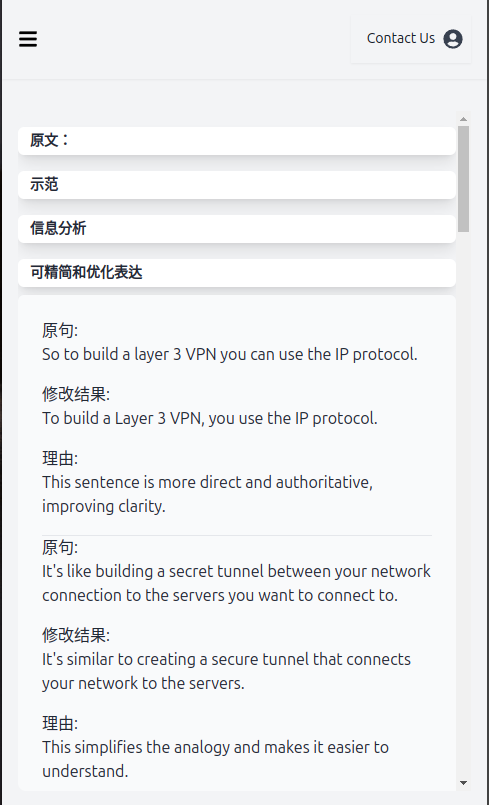 Contact Us
原文：
示范
信息分析
可精简和优化表达
原句:
So to build a layer 3 VPN you can use the IP protocol.
修改结果:
To build a Layer 3 VPN, you use the IP protocol.
理由:
This sentence is more direct and authoritative,
improving clarity.
原句:
It's like building a secret tunnel between your network
connection to the servers you want to connect to.
修改结果:
It's similar to creating a secure tunnel that connects
your network to the servers.
理由:
This simplifies the analogy and makes it easier to
understand.